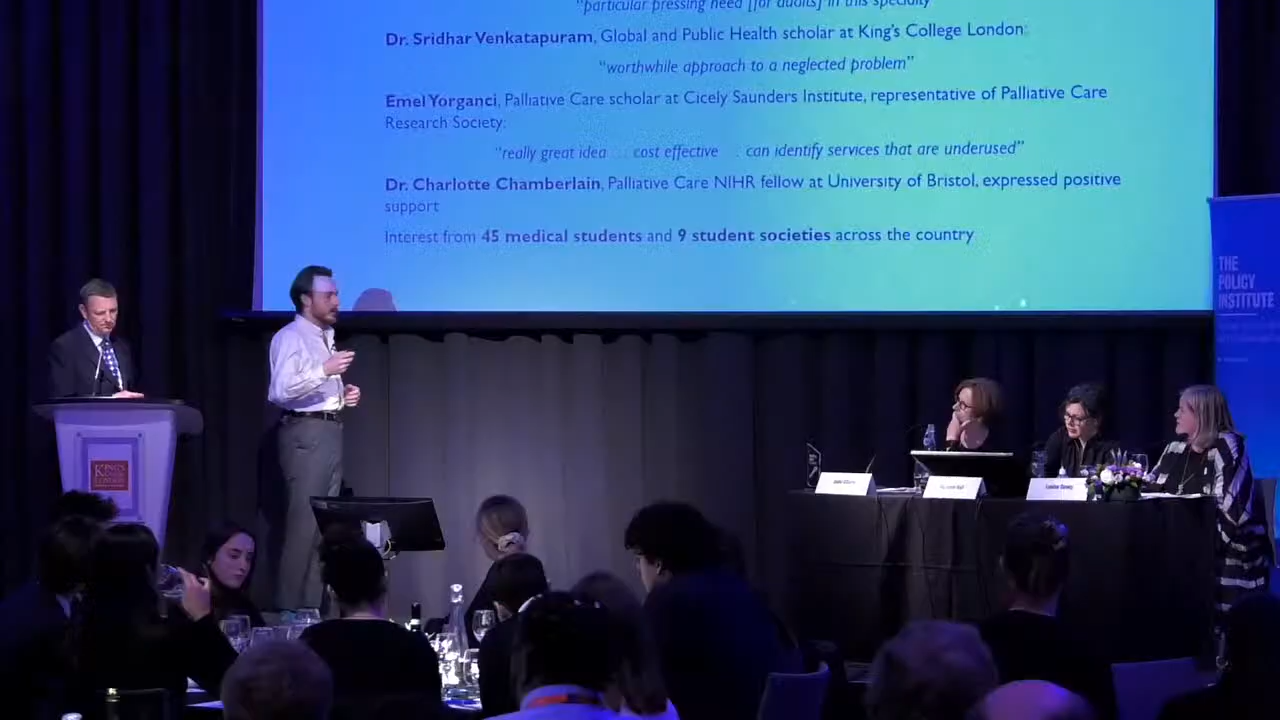 "particular pressing need [for audits] in this specialty"
Dr. Sridhar Venkatapuram, Global and Public Health scholar at King's College London:
"worthwhile approach to a neglected problem"
Emel Yorganci, Palliative Care scholar at Cicely Saunders Institute, representative of Palliative Care
Research Society:
"really great idea ... cost effective ... can identify services that are underused"
Dr. Charlotte Chamberlain, Palliative Care NIHR fellow at University of Bristol, expressed positive
support
Interest from 45 medical students and 9 student societies across the country
THE
POLICY
INSTITUTE
KING'S
College
LONDON